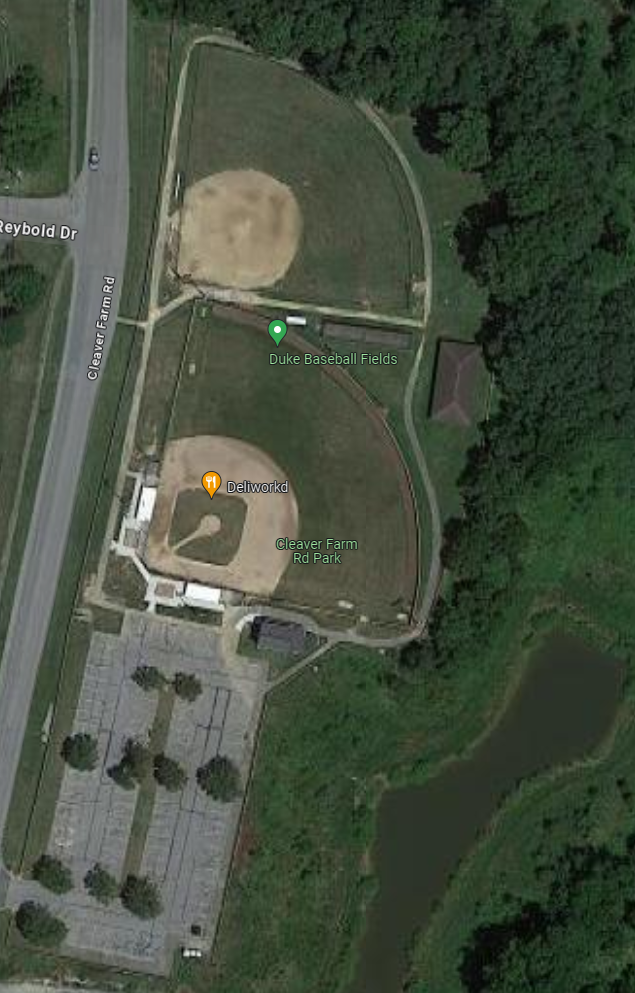 Reybold Dr
Cleaver Farm Rd
Duke Baseball Fields
Deliworkd
Cleaver Farm
Rd Park